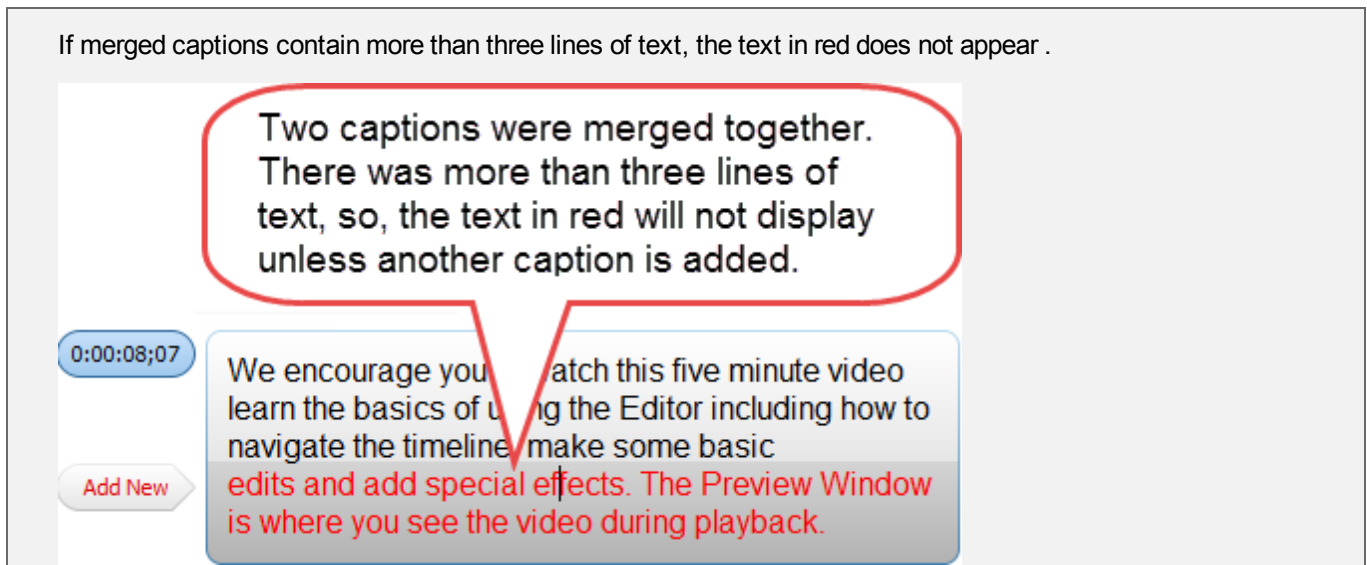 If merged captions contain more than three lines of text, the text in red does not appear .
Two captions were merged together.
There was more than three lines of
text, so, the text in red will not display
unless another caption is added.
0:00:08;07
We encourage you atch this five minute video
learn the basics of u ng the Editor including how to
navigate the timeline make some basic
Add New
edits and add special effects. The Preview Window
is where you see the video during playback.